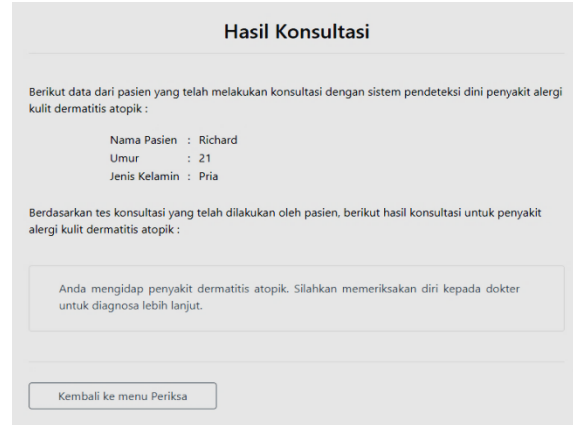 Hasil Konsultasi
Berikut data dari pasien yang telah melakukan konsultasi dengan sistem pendeteksi dini penyakit alergi
kulit dermatitis atopik :
Nama Pasien : Richard
Umur : 21
Jenis Kelamin : Pria
Berdasarkan tes konsultasi yang telah dilakukan oleh pasien, berikut hasil konsultasi untuk penyakit
alergi kulit dermatitis atopik :
Anda mengidap penyakit dermatitis atopik. Silahkan memeriksakan diri kepada dokter
untuk diagnosa lebih lanjut.
Kembali ke menu Periksa